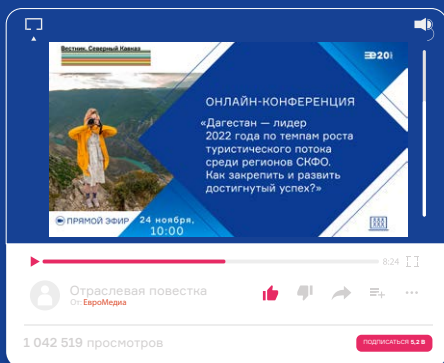 Вестник. Северный Кавказ
ОНЛАЙН-КОНФЕРЕНЦИЯ
«Дагестан — лидер
2022 года по темпам роста
туристического потока
среди регионов СКФО.
Как закрепить и развить
достигнутый успех?»
ПРЯМОЙ ЭФИР
24 ноября,
10:00
8:24
Отраслевая повестка
От: ЕвроМедиа
1 042 519 просмотров
ПОДПИСАТЬСЯ 5,2 В